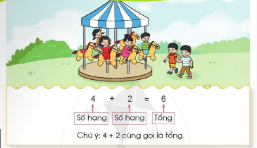 4 + 2 = 6
Số hạng Số hạng Tổng
Chú ý: 4 + 2 cũng gọi là tổng.